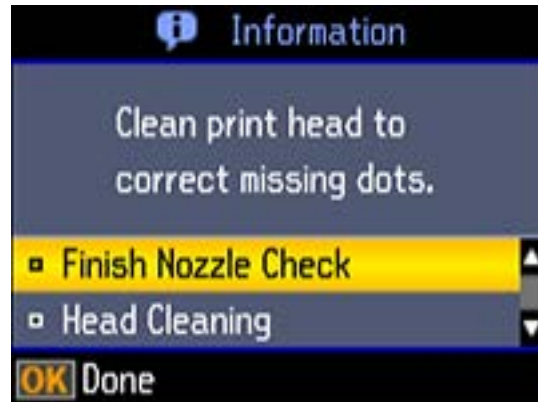 Information
Clean print head to
correct missing dots.
Finish Nozzle Check
Head Cleaning
OK Done